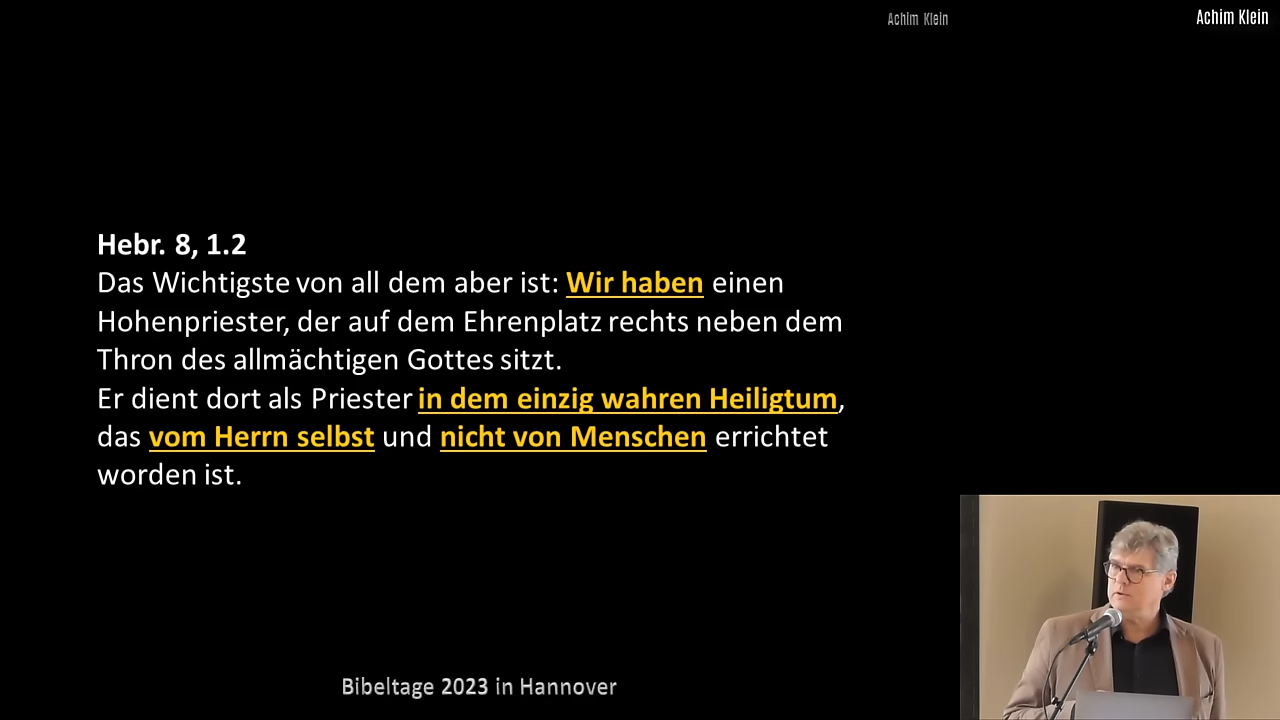 Achim Klein
Achim Klein
Hebr. 8, 1.2
Das Wichtigste von all dem aber ist: Wir haben einen
Hohenpriester, der auf dem Ehrenplatz rechts neben dem
Thron des allmächtigen Gottes sitzt.
Er dient dort als Priester in dem einzig wahren Heiligtum,
das vom Herrn selbst und nicht von Menschen errichtet
worden ist.
Bibeltage 2023 in Hannover